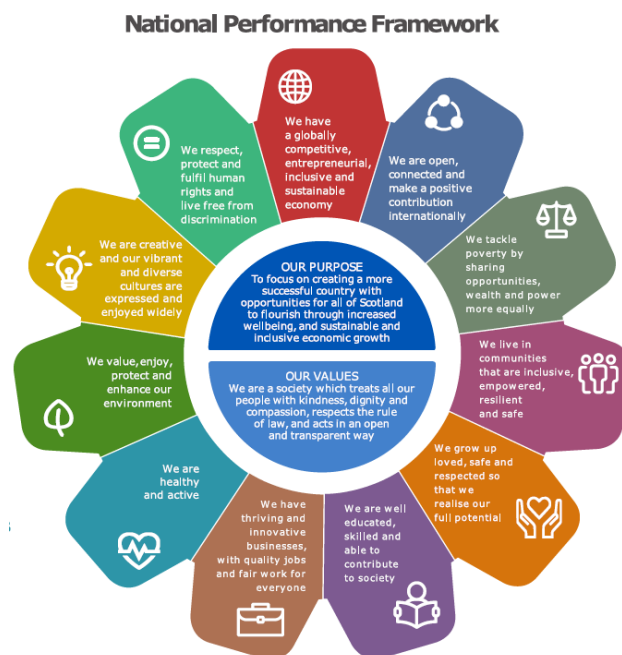 National Performance Framework
We have
a globally
competitive,
entrepreneurial,
inclusive and
sustainable
economy
We are open,
connected and
make a positive
contribution
internationally
We tackle
poverty by
sharing
opportunities,
wealth and power
more equally
We live in
communities
that are inclusive,
empowered,
resilient
and safe
We grow up
loved, safe and
respected so
that we
realise our
full potential
We are well
educated,
skilled and
able to
contribute
to society
We have
thriving and
innovative
businesses,
with quality jobs
and fair work for
everyone
We are
healthy
and active
We value, enjoy,
protect and
enhance our
environment
We are creative
and our vibrant
and diverse
cultures are
expressed and
enjoyed widely
We respect,
protect and
fulfil human
rights and
live free from
discrimination
OUR PURPOSE
To focus on creating a more
successful country with
opportunities for all of Scotland
to flourish through increased
wellbeing, and sustainable and
inclusive economic growth
OUR VALUES
We are a society which treats all our
people with kindness, dignity and
compassion, respects the rule
of law, and acts in an open
and transparent way